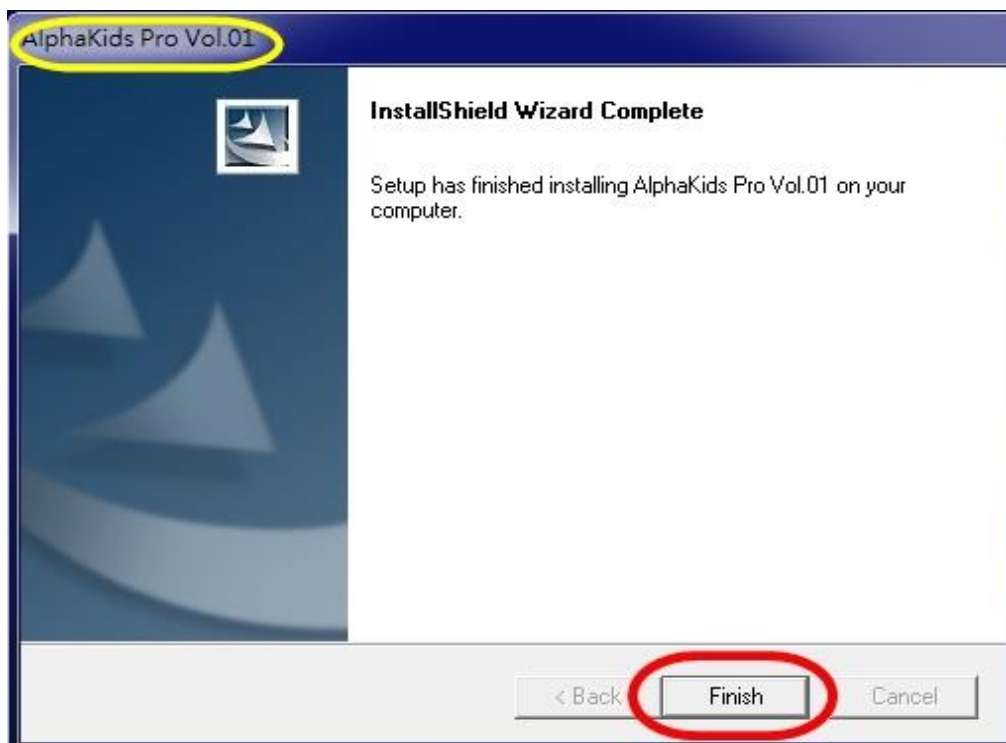 AlphaKids Pro Vol.01
InstallShield Wizard Complete
Setup has finished installing AlphaKids Pro Vol.01 on your
computer.
< Back Finish Cancel